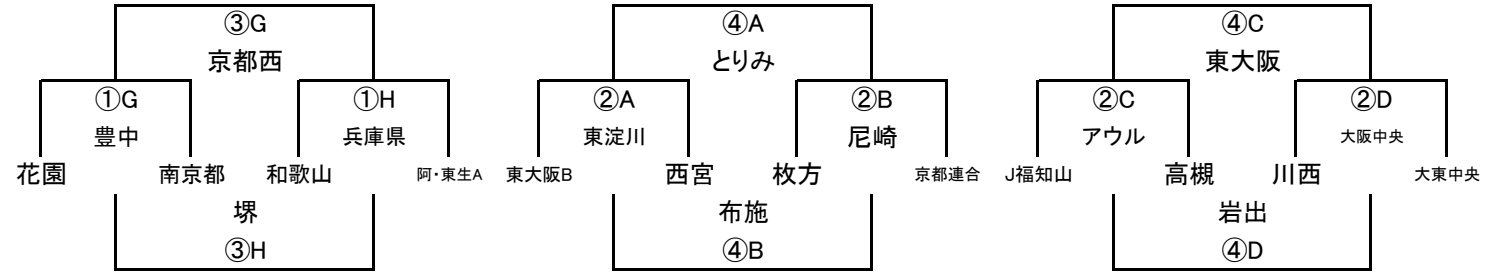 ③G ④A ④C
京都西 とりみ 東大阪
①G ①H ②A ②B ②C ②D
豊中 兵庫県 東淀川 尼崎 アウル 大阪中央
花園 南京都 和歌山 阿・東生A 東大阪B 西宮 枚方 京都連合 J福知山 高槻 川西 大東中央
堺 布施 岩出
③H ④B ④D